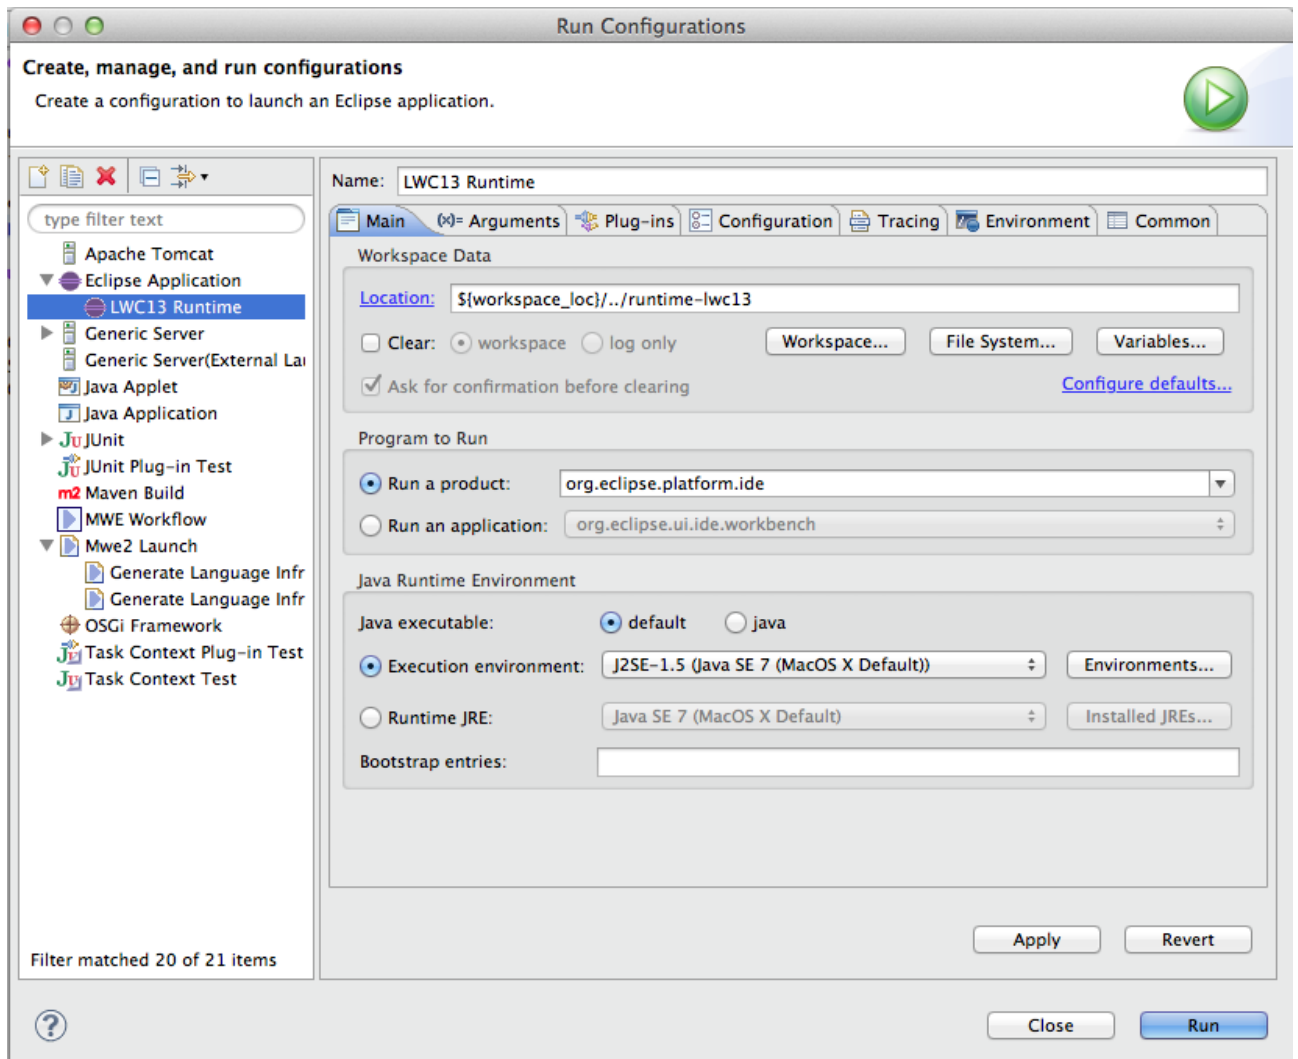 Run Configurations
Create, manage, and run configurations
Create a configuration to launch an Eclipse application.
type filter text
Apache Tomcat
Eclipse Application
LWC13 Runtime
Generic Server
Generic Server(External Lau
Java Applet
Java Application
JUnit
JUnit Plug-in Test
m2 Maven Build
MWE Workflow
Mwe2 Launch
Generate Language Infr
Generate Language Infr
OSGi Framework
Task Context Plug-in Test
Task Context Test
Filter matched 20 of 21 items
Name: LWC13 Runtime
Main (x)= Arguments Plug-ins Configuration Tracing Environment Common
Workspace Data
Location: ${workspace_loc}/../runtime-lwc13
Clear: workspace log only Workspace... File System... Variables...
Ask for confirmation before clearing Configure defaults...
Program to Run
Run a product: org.eclipse.platform.ide
Run an application: org.eclipse.ui.ide.workbench
Java Runtime Environment
Java executable: default java
Execution environment: J2SE-1.5 (Java SE 7 (MacOS X Default)) Environments...
Runtime JRE: Java SE 7 (MacOS X Default) Installed JREs...
Bootstrap entries:
Apply Revert
? Close Run